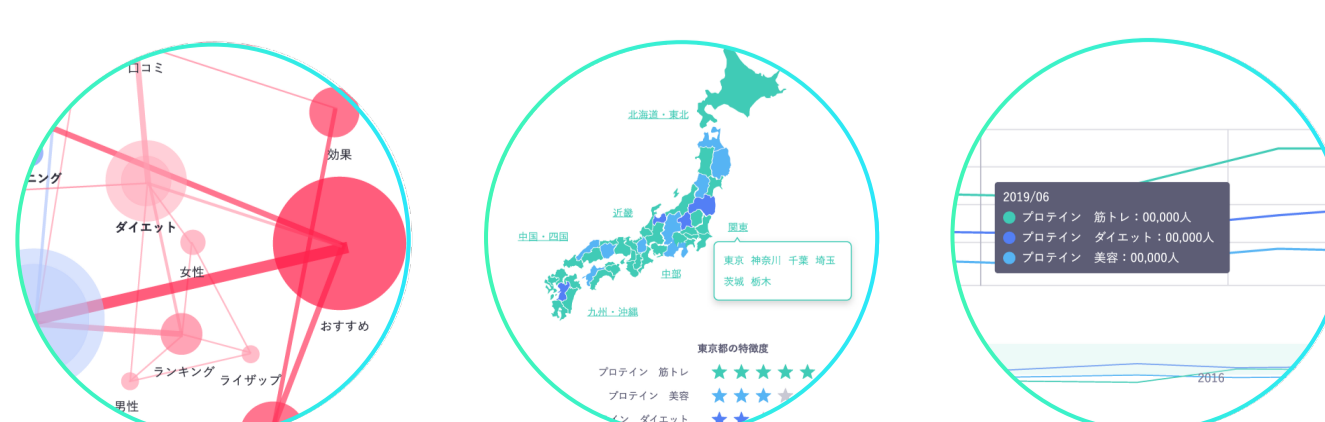 口コミ
効果
ニング
ダイエット
女性
おすすめ
ランキング
ライザップ
男性
北海道・東北
近畿
中国・四国
関東
東京 神奈川 千葉 埼玉
茨城 栃木
中部
九州・沖縄
東京都の特徴度
プロテイン 筋トレ
プロテイン 美容
イン ダイエット
2019/06
プロテイン 筋トレ：00,000人
プロテイン ダイエット：00,000人
プロテイン 美容：00,000人
2016